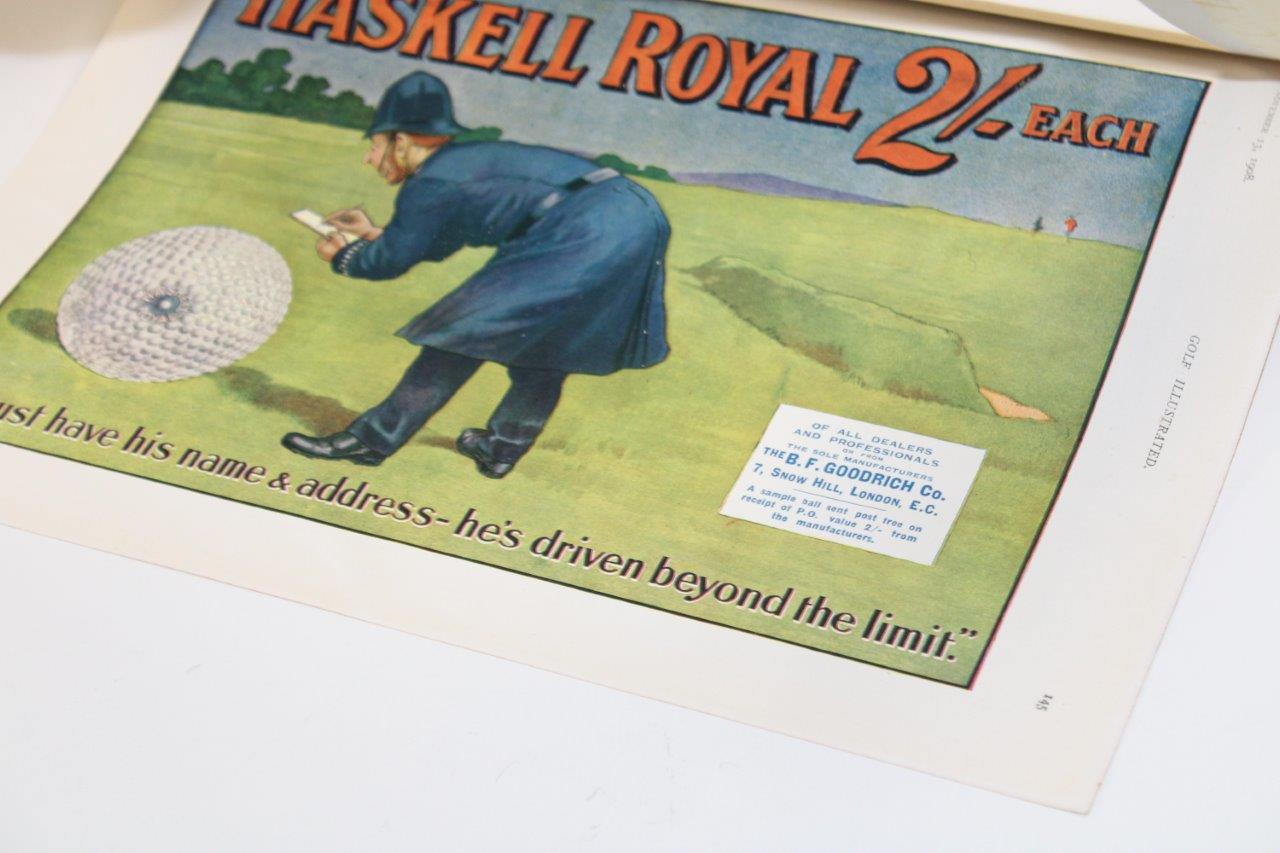 HASKELL ROYAL 2/- EACH
ust have his name & address- he's driven beyond the limit."
OF ALL DEALERS
AND PROFESSIONALS
OR FROM
THE SOLE MANUFACTURERS
THE B. F. GOODRICH Co.
7, SNOW HILL, LONDON, E.C.
A sample ball sent post free on
receipt of P.O. value 2/- from
the manufacturers.
13, 1908.
GOLF ILLUSTRATED.
145